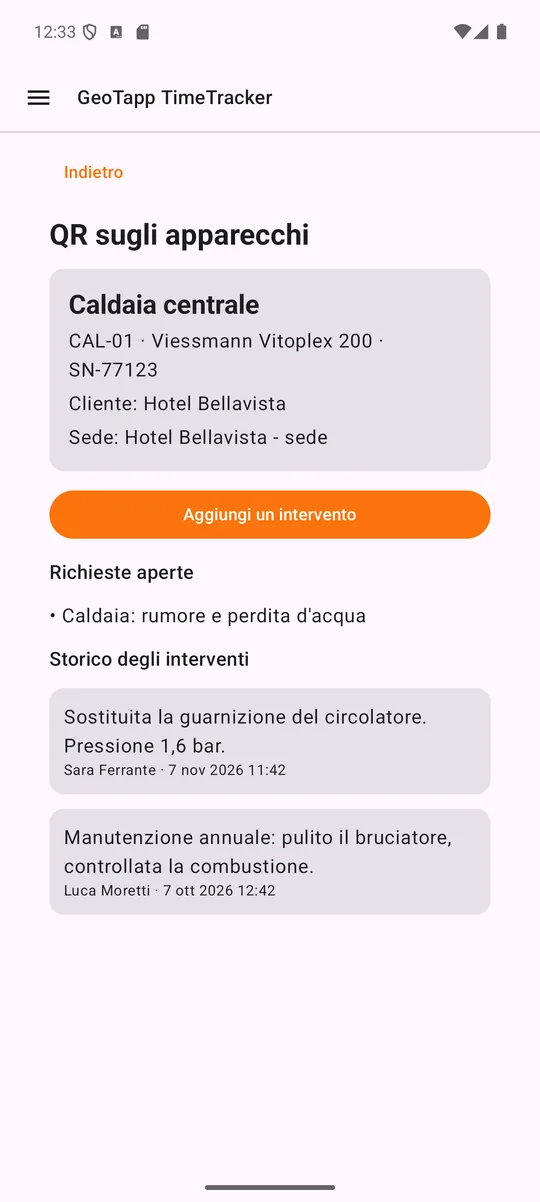 12:33
GeoTapp TimeTracker
Indietro
QR sugli apparecchi
Caldaia centrale
CAL-01 · Viessmann Vitoplex 200 ·
SN-77123
Cliente: Hotel Bellavista
Sede: Hotel Bellavista - sede
Aggiungi un intervento
Richieste aperte
• Caldaia: rumore e perdita d'acqua
Storico degli interventi
Sostituita la guarnizione del circolatore.
Pressione 1,6 bar.
Sara Ferrante · 7 nov 2026 11:42
Manutenzione annuale: pulito il bruciatore,
controllata la combustione.
Luca Moretti · 7 ott 2026 12:42